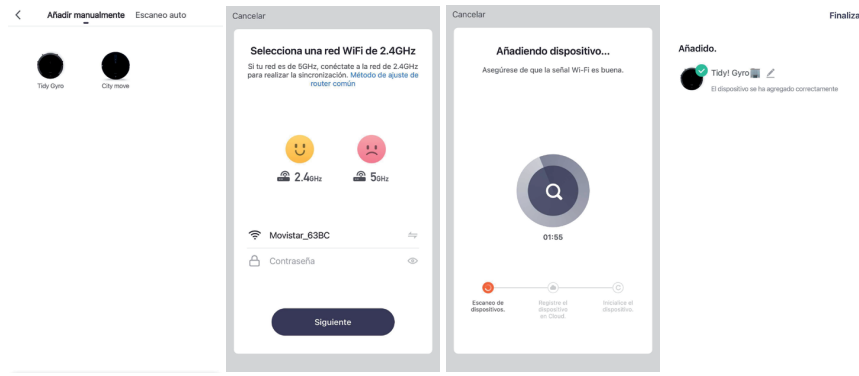 Añadir manualmente Escaneo auto
Tidy Gyro City move
Cancelar
Selecciona una red WiFi de 2.4GHz
Si tu red es de 5GHz, conéctate a la red de 2.4GHz
para realizar la sincronización. Método de ajuste de
router común
2.4GHz 5GHz
Movistar_63BC
Contraseña
Siguiente
Cancelar
Añadiendo dispositivo...
Asegúrese de que la señal Wi-Fi es buena.
01:55
Escaneo de
dispositivos.
Registre el
dispositivo
en Cloud.
Inicialice el
dispositivo.
Finaliza
Añadido.
Tidy! Gyro
El dispositivo se ha agregado correctamente